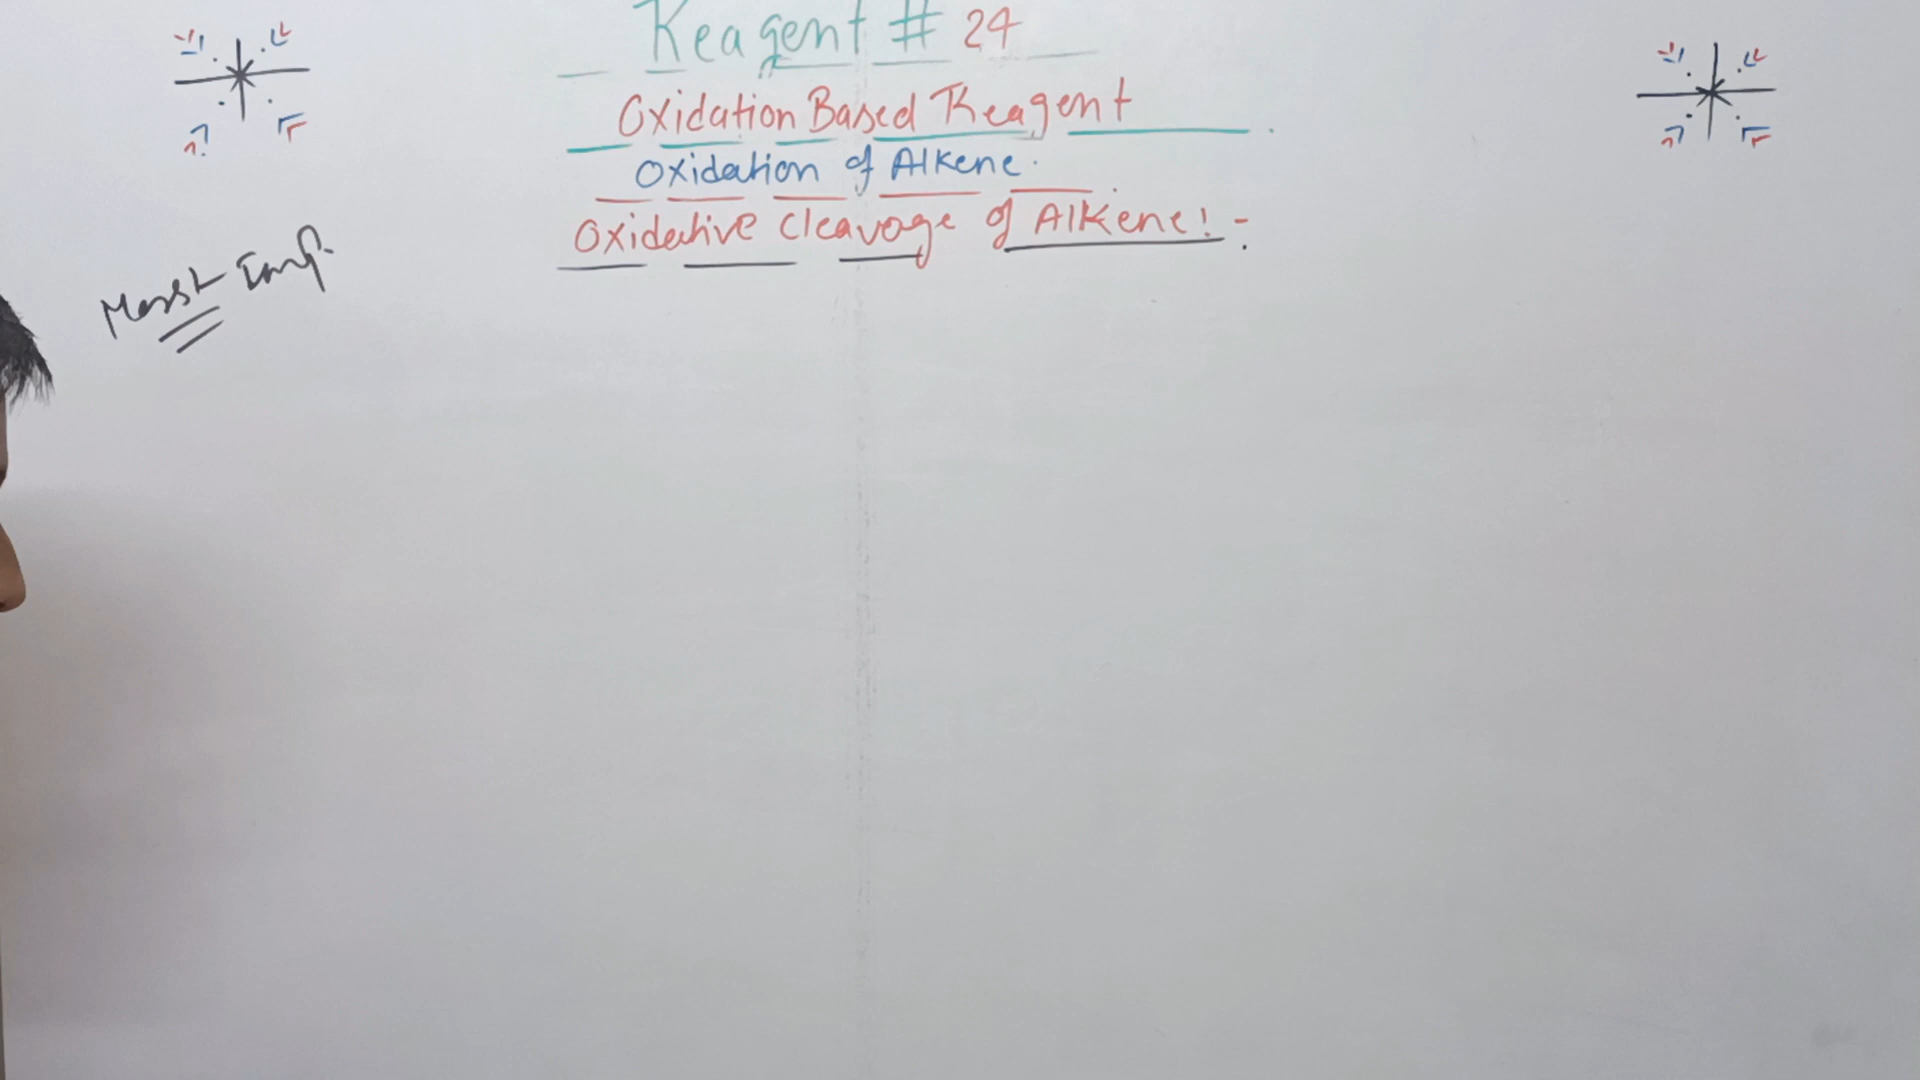 Reagent # 24
Oxidation Based Reagent
Oxidation of Alkene.
Oxidative Cleavage of Alkene! -
Most Imp.